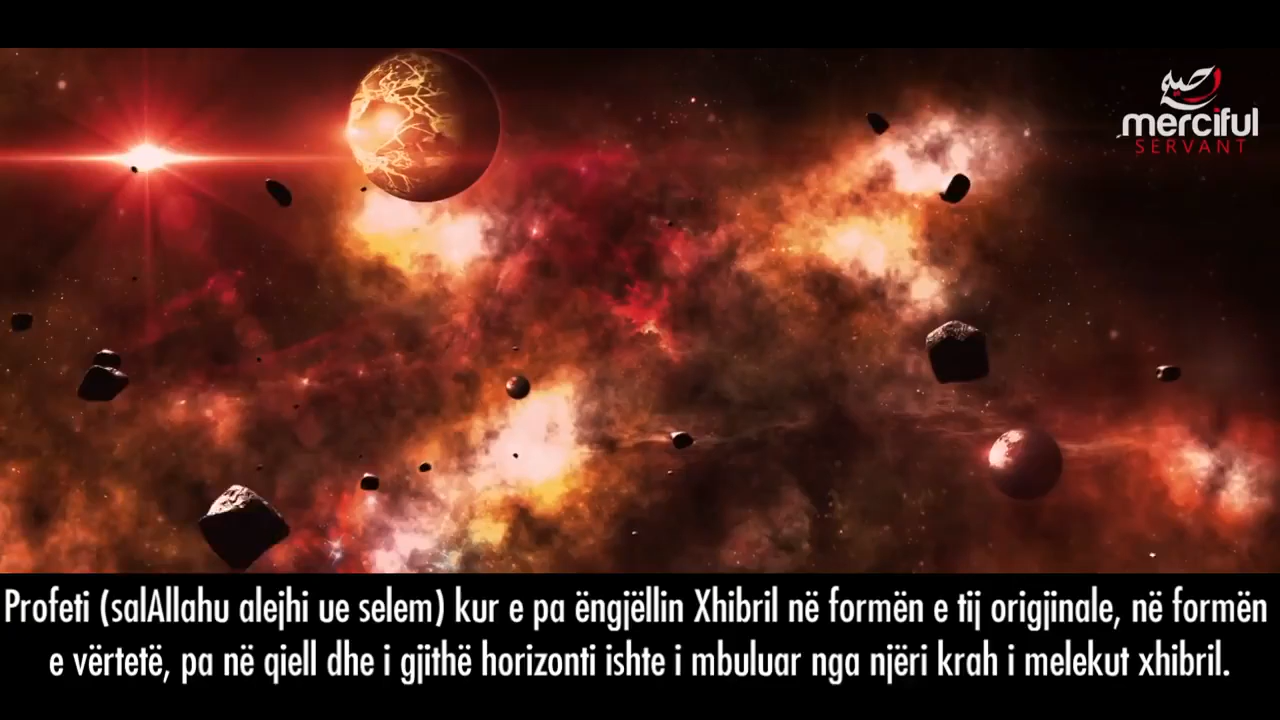 merciful
SERVANT
Profeti (salAllahu alejhi ue selem) kur e pa ëngjëllin Xhibril në formën e tij origjinale, në formën
e vërtetë, pa në qiell dhe i gjithë horizonti ishte i mbuluar nga njëri krah i melekut xhibril.